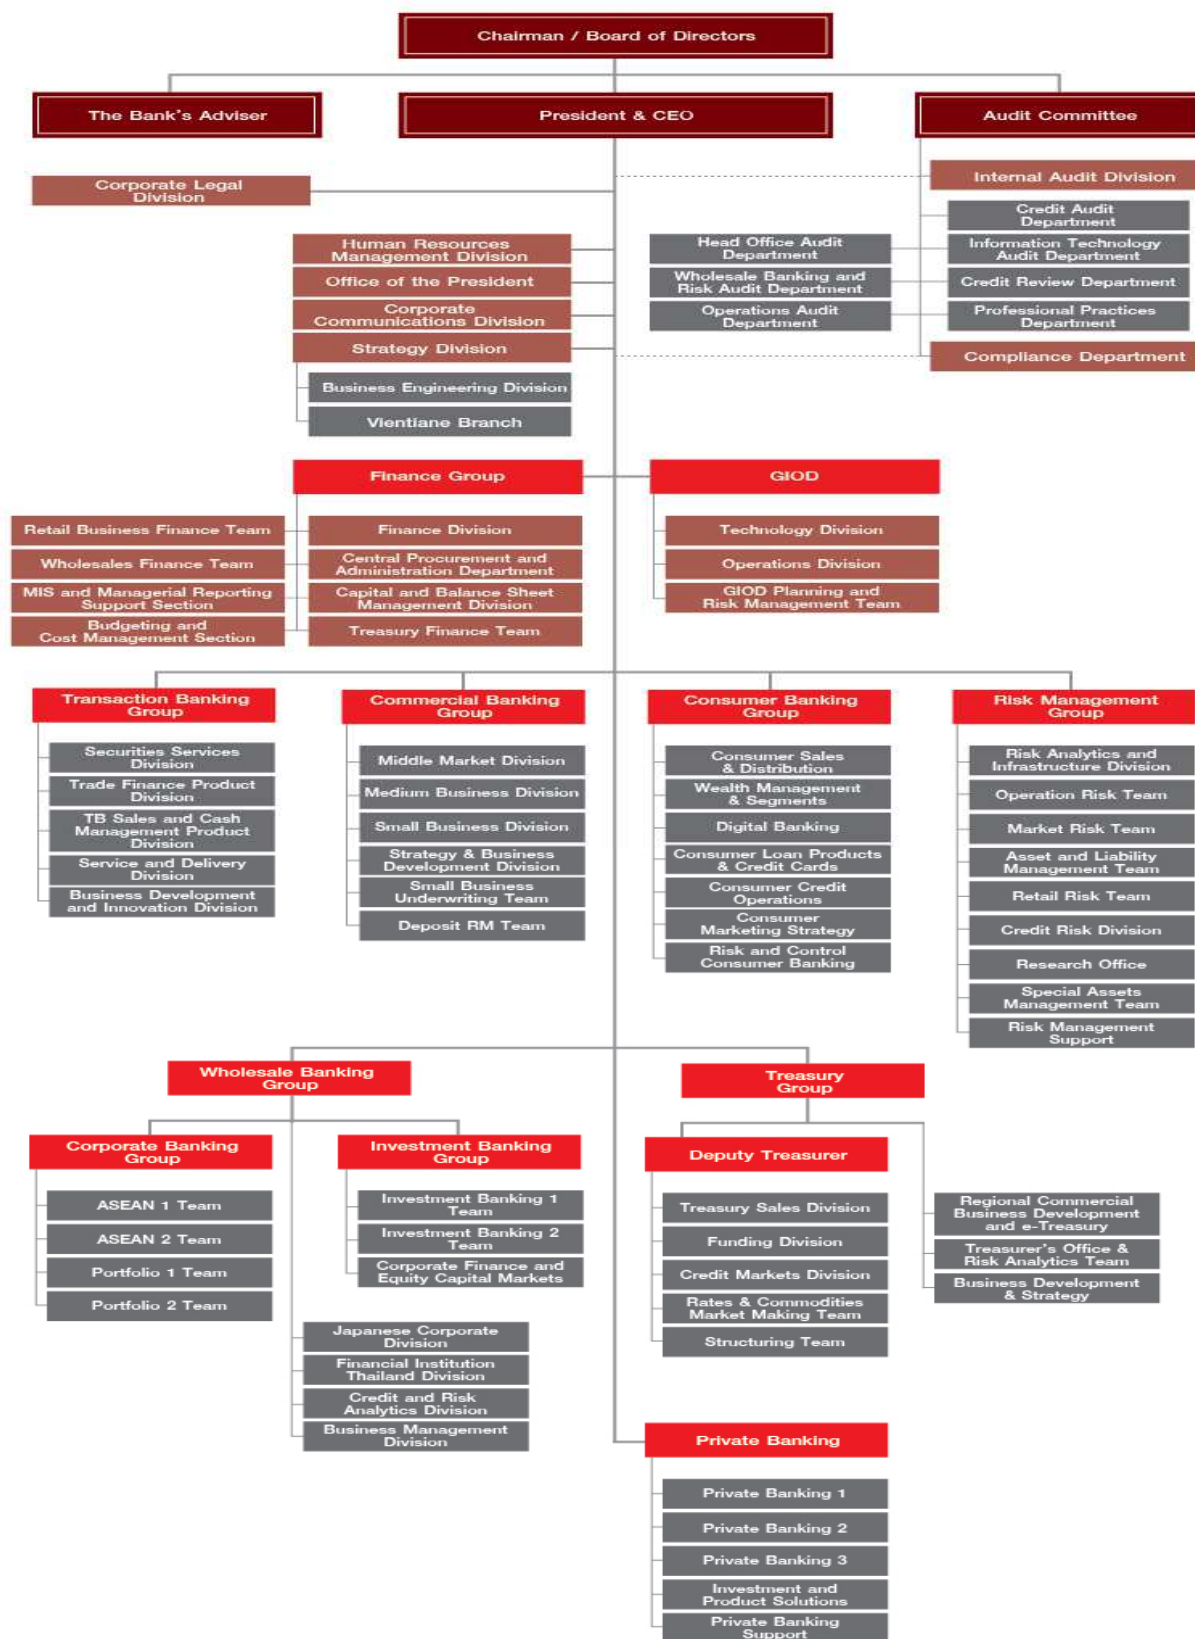 Chairman / Board of Directors
The Bank's Adviser
President & CEO
Audit Committee
Corporate Legal
Division
Internal Audit Division
Credit Audit
Department
Human Resources
Management Division
Head Office Audit
Department
Information Technology
Audit Department
Office of the President
Wholesale Banking and
Risk Audit Department
Credit Review Department
Corporate
Communications Division
Operations Audit
Department
Professional Practices
Department
Strategy Division
Compliance Department
Business Engineering Division
Vientiane Branch
Finance Group
GIOD
Retail Business Finance Team
Finance Division
Technology Division
Wholesales Finance Team
Central Procurement and
Administration Department
Operations Division
MIS and Managerial Reporting
Support Section
Capital and Balance Sheet
Management Division
GIOD Planning and
Risk Management Team
Budgeting and
Cost Management Section
Treasury Finance Team
Transaction Banking
Group
Securities Services
Division
Trade Finance Product
Division
TB Sales and Cash
Management Product
Division
Service and Delivery
Division
Business Development
and Innovation Division
Commercial Banking
Group
Middle Market Division
Medium Business Division
Small Business Division
Strategy & Business
Development Division
Small Business
Underwriting Team
Deposit RM Team
Consumer Banking
Group
Consumer Sales
& Distribution
Wealth Management
& Segments
Digital Banking
Consumer Loan Products
& Credit Cards
Consumer Credit
Operations
Consumer
Marketing Strategy
Risk and Control
Consumer Banking
Risk Management
Group
Risk Analytics and
Infrastructure Division
Operation Risk Team
Market Risk Team
Asset and Liability
Management Team
Retail Risk Team
Credit Risk Division
Research Office
Special Assets
Management Team
Risk Management
Support
Wholesale Banking
Group
Corporate Banking
Group
ASEAN 1 Team
ASEAN 2 Team
Portfolio 1 Team
Portfolio 2 Team
Investment Banking
Group
Investment Banking 1
Team
Investment Banking 2
Team
Corporate Finance and
Equity Capital Markets
Japanese Corporate
Division
Financial Institution
Thailand Division
Credit and Risk
Analytics Division
Business Management
Division
Treasury
Group
Deputy Treasurer
Treasury Sales Division
Funding Division
Credit Markets Division
Rates & Commodities
Market Making Team
Structuring Team
Regional Commercial
Business Development
and e-Treasury
Treasurer's Office &
Risk Analytics Team
Business Development
& Strategy
Private Banking
Private Banking 1
Private Banking 2
Private Banking 3
Investment and
Product Solutions
Private Banking
Support